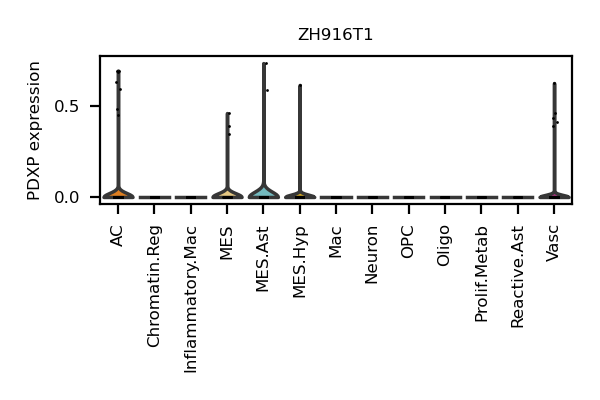 ZH916T1
PDXP expression
0.5
0.0
AC
Chromatin.Reg
Inflammatory.Mac
MES
MES.Ast
MES.Hyp
Mac
Neuron
OPC
Oligo
Prolif.Metab
Reactive.Ast
Vasc